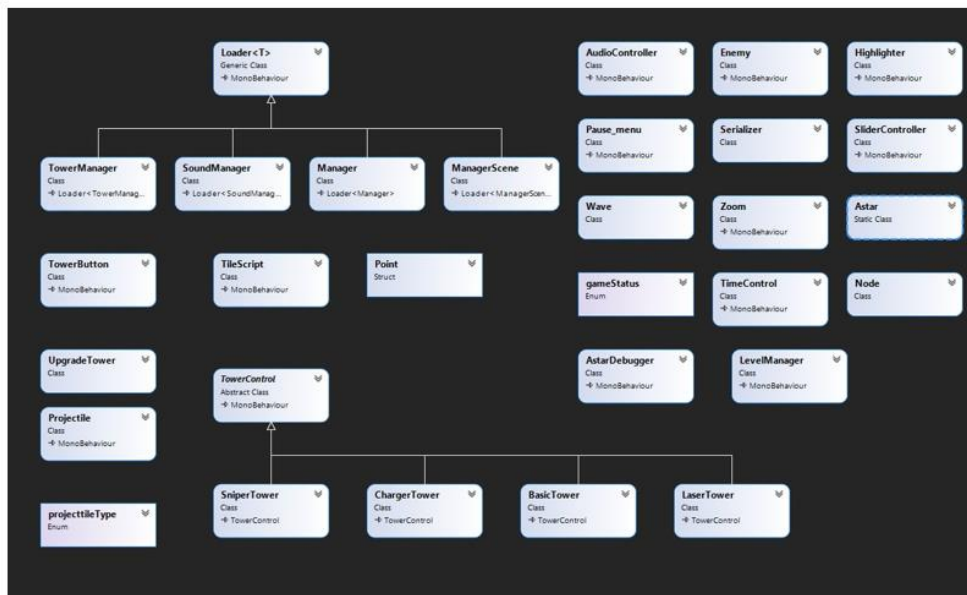 Loader<T>
Generic Class
MonoBehaviour
TowerManager
Class
Loader<TowerManag...
SoundManager
Class
Loader<SoundManag...
Manager
Class
Loader<Manager>
ManagerScene
Class
Loader<ManagerScen...
TowerButton
Class
MonoBehaviour
TileScript
Class
MonoBehaviour
Point
Struct
UpgradeTower
Class
Projectile
Class
MonoBehaviour
projecttileType
Enum
TowerControl
Abstract Class
MonoBehaviour
SniperTower
Class
TowerControl
ChargerTower
Class
TowerControl
BasicTower
Class
TowerControl
LaserTower
Class
TowerControl
AudioController
Class
MonoBehaviour
Enemy
Class
MonoBehaviour
Highlighter
Class
MonoBehaviour
Pause_menu
Class
MonoBehaviour
Serializer
Class
SliderController
Class
MonoBehaviour
Wave
Class
Zoom
Class
MonoBehaviour
Astar
Static Class
gameStatus
Enum
TimeControl
Class
MonoBehaviour
Node
Class
AstarDebugger
Class
MonoBehaviour
LevelManager
Class
MonoBehaviour